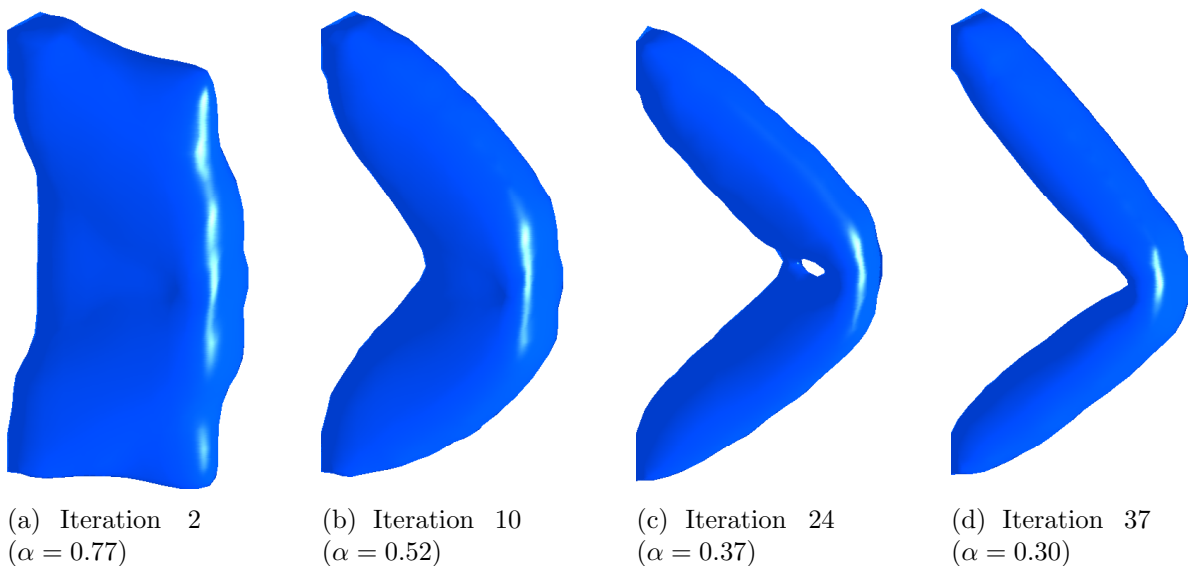 (a) Iteration 2
(α = 0.77)
(b) Iteration 10
(α = 0.52)
(c) Iteration 24
(α = 0.37)
(d) Iteration 37
(α = 0.30)